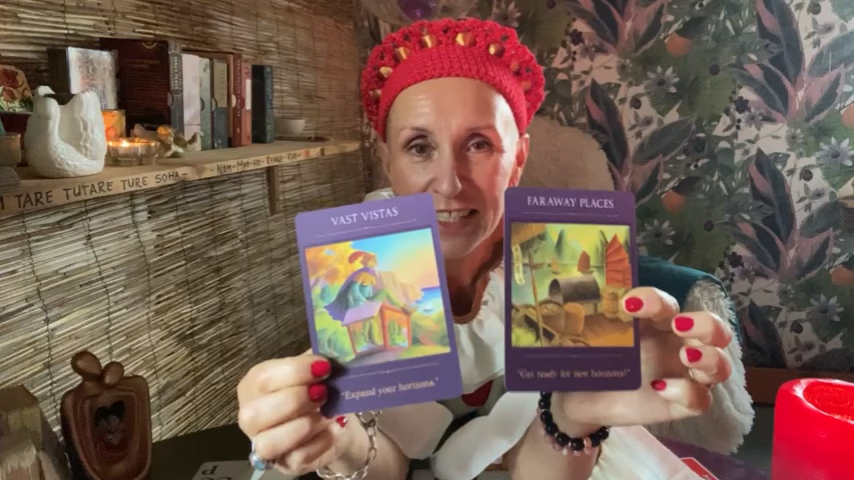 TARE TUTARE TURE SOHA
VAST VISTAS
"Expand your horizons."
FARAWAY PLACES
"Get ready for new horizons!"